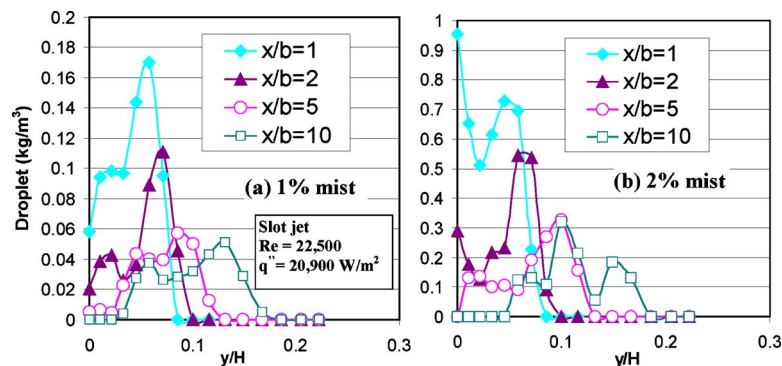 0.2
0.18
0.16
0.14
0.12
0.1
0.08
0.06
0.04
0.02
0
Droplet (kg/m³)
x/b=1
x/b=2
x/b=5
x/b=10
(a) 1% mist
Slot jet
Re = 22,500
q”= 20,900 W/m²
0 0.1 0.2 0.3
y/H
1
0.9
0.8
0.7
0.6
0.5
0.4
0.3
0.2
0.1
0
x/b=1
x/b=2
x/b=5
x/b=10
(b) 2% mist
0 0.1 0.2 0.3
y/H